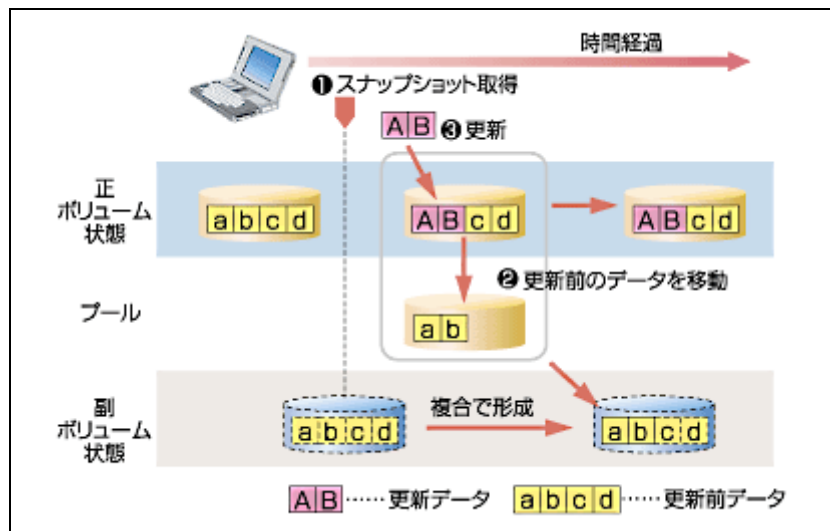 時間経過
❶スナップショット取得
AB ❸更新
正
ボリューム
状態
abcd
ABcd
ABcd
❷更新前のデータを移動
プール
ab
副
ボリューム
状態
abcd
複合で形成
abcd
AB……更新データ
abcd……更新前データ